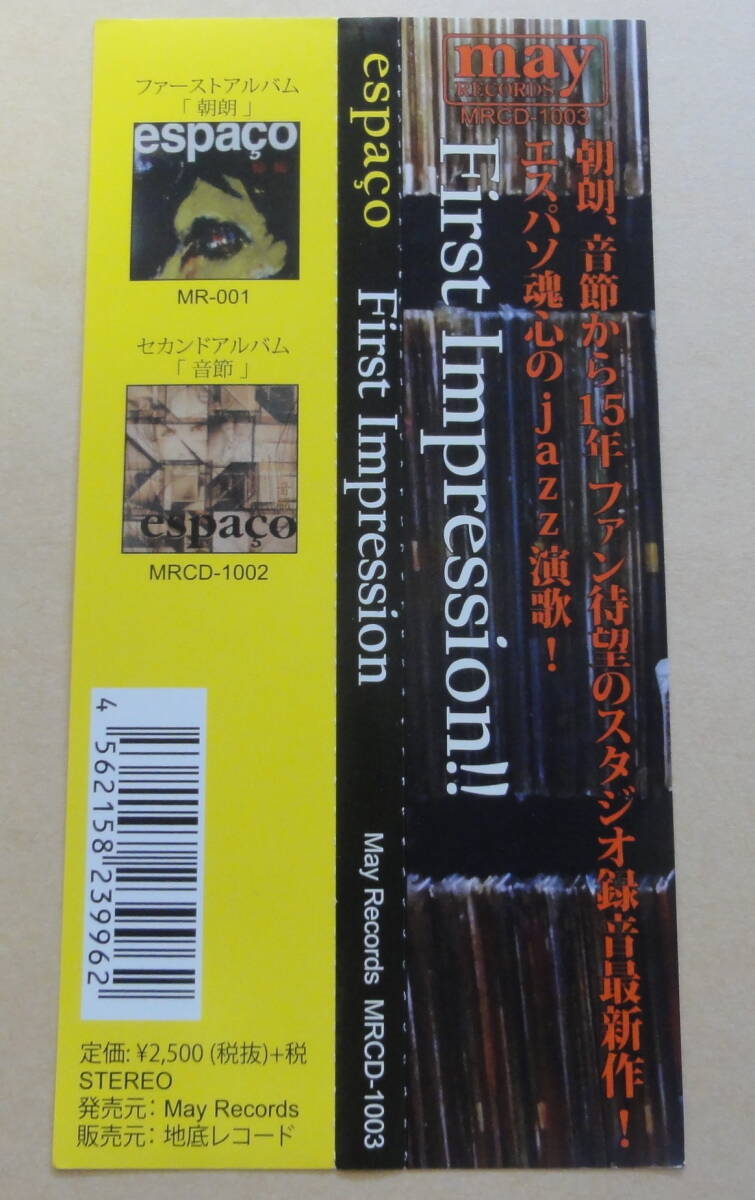 ファーストアルバム
「 朝朗 」
espaço
MR-001
セカンドアルバム
「 音節 」
espaço
MRCD-1002
4 562158 239962
定価: ¥2,500 (税抜)+税
STEREO
発売元: May Records
販売元: 地底レコード
espaço First Impression May Records MRCD-1003
may
RECORDS
MRCD-1003
朝朗、音節から15年ファン待望のスタジオ録音最新作！
エスパソ魂心のjazz演歌！
First Impression!!